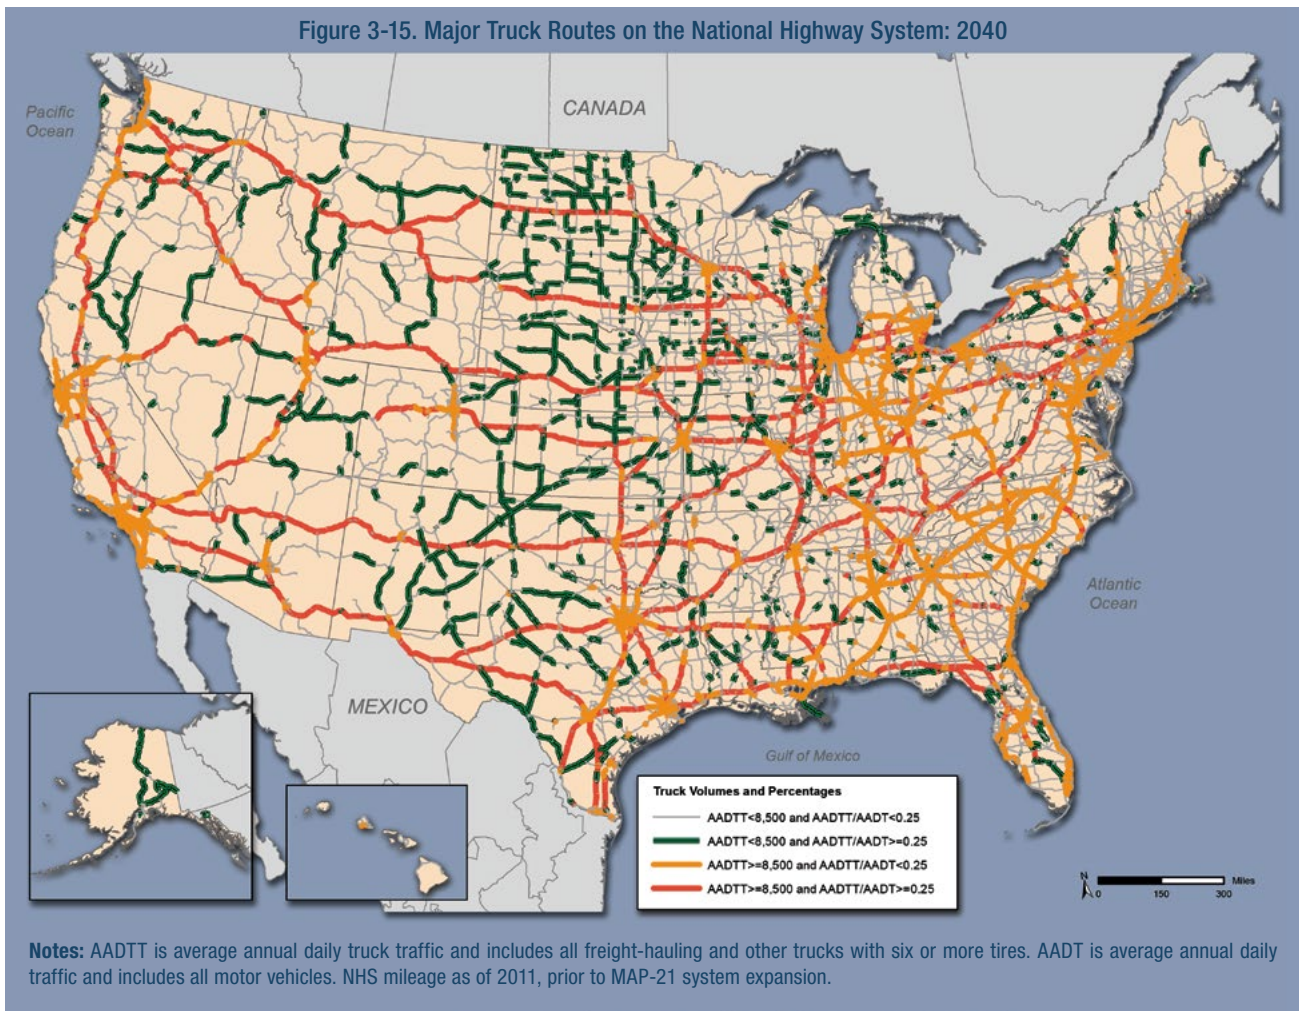 Figure 3-15. Major Truck Routes on the National Highway System: 2040
Pacific
Ocean
CANADA
Atlantic
Ocean
MEXICO
Gulf of Mexico
Truck Volumes and Percentages
AADTT<8,500 and AADTT/AADT<0.25
AADTT<8,500 and AADTT/AADT>=0.25
AADTT>=8,500 and AADTT/AADT<0.25
AADTT>=8,500 and AADTT/AADT>=0.25
N
Miles
0 150 300
Notes: AADTT is average annual daily truck traffic and includes all freight-hauling and other trucks with six or more tires. AADT is average annual daily
traffic and includes all motor vehicles. NHS mileage as of 2011, prior to MAP-21 system expansion.